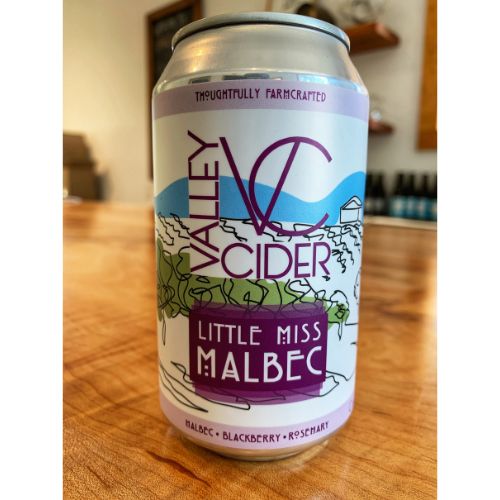 THOUGHTFULLY FARMCRAFTED
VC
VALLEY
CIDER
LITTLE MISS
MALBEC
MALBEC • BLACKBERRY • ROSEMARY